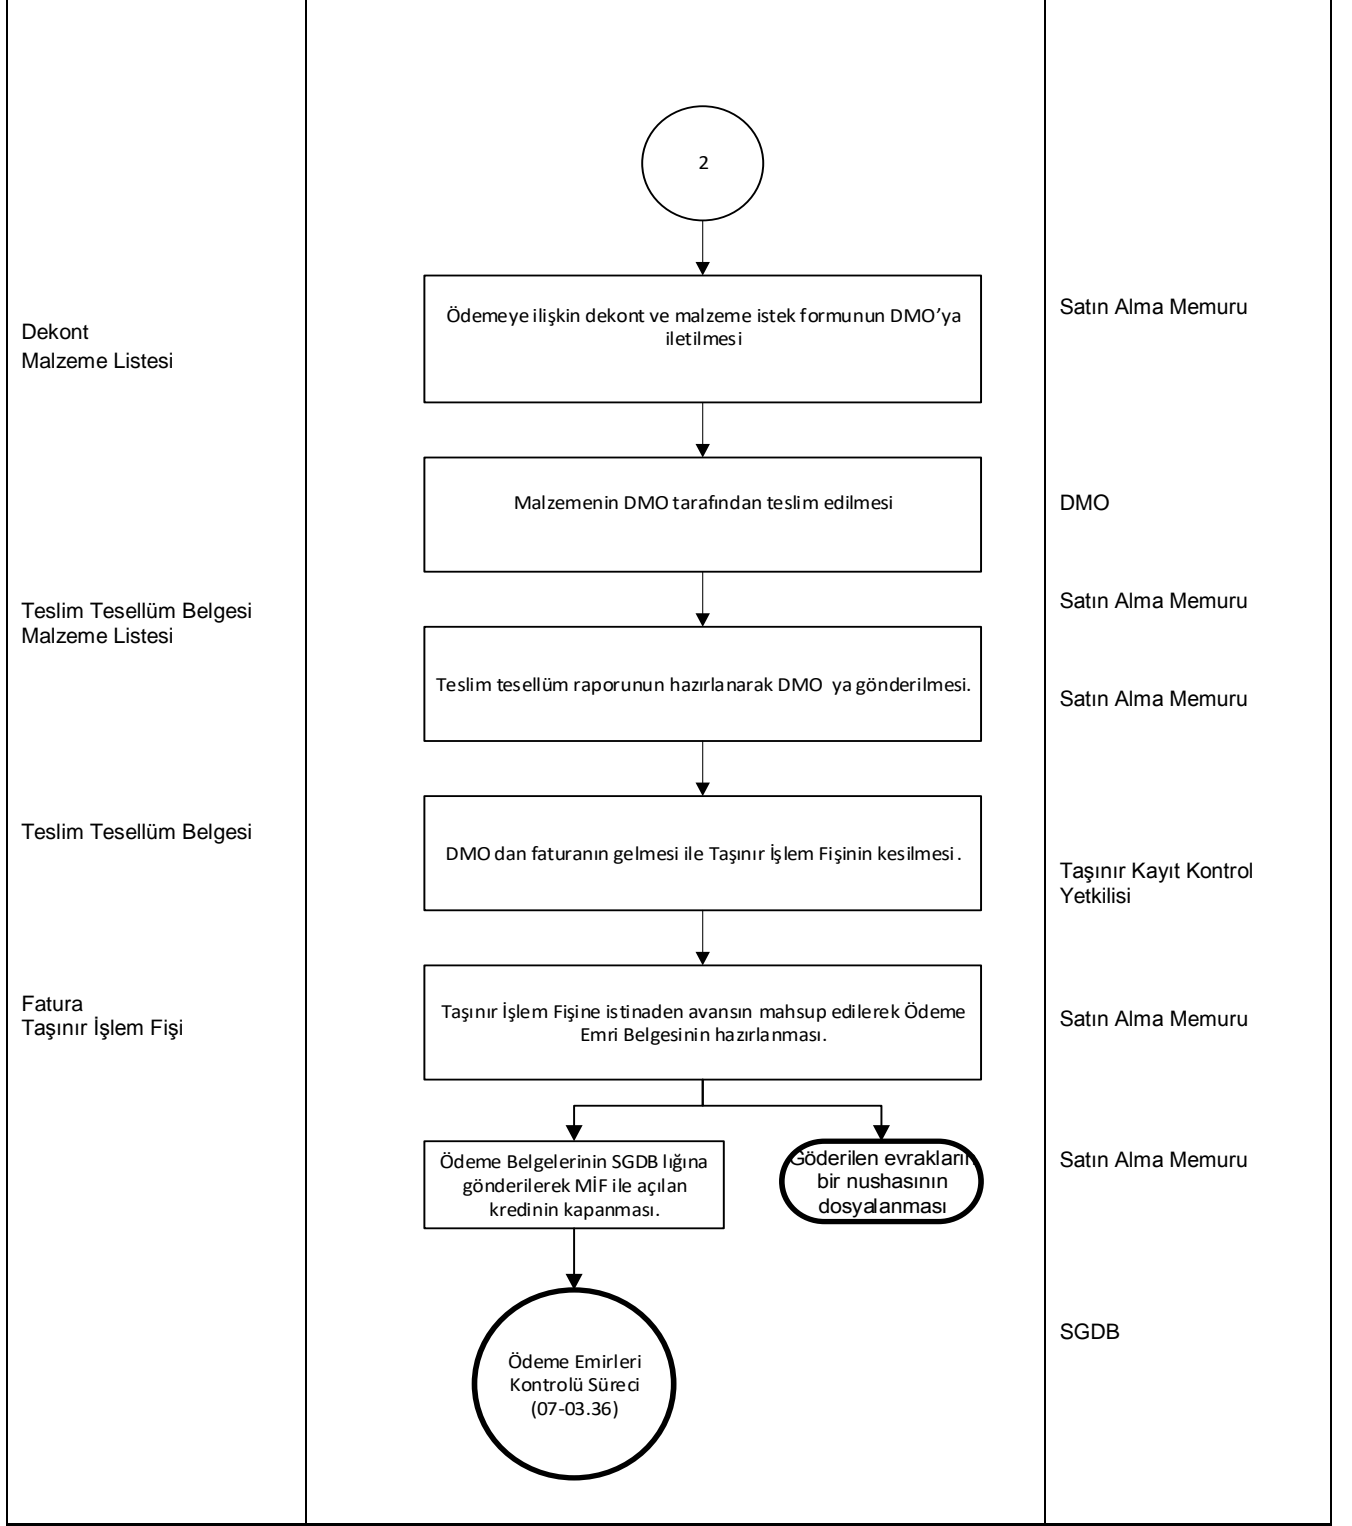 2
Dekont
Malzeme Listesi
Ödemeye ilişkin dekont ve malzeme istek formunun DMO’ya
iletilmesi
Satın Alma Memuru
Malzemenin DMO tarafından teslim edilmesi
DMO
Teslim Tesellüm Belgesi
Malzeme Listesi
Satın Alma Memuru
Teslim tesellüm raporunun hazırlanarak DMO ya gönderilmesi.
Satın Alma Memuru
Teslim Tesellüm Belgesi
DMO dan faturanın gelmesi ile Taşınır İşlem Fişinin kesilmesi.
Taşınır Kayıt Kontrol
Yetkilisi
Fatura
Taşınır İşlem Fişi
Taşınır İşlem Fişine istinaden avansın mahsup edilerek Ödeme
Emri Belgesinin hazırlanması.
Satın Alma Memuru
Ödeme Belgelerinin SGDB lığına
gönderilerek MİF ile açılan
kredinin kapanması.
Göderilen evrakların
bir nushasının
dosyalanması
Satın Alma Memuru
SGDB
Ödeme Emirleri
Kontrolü Süreci
(07-03.36)